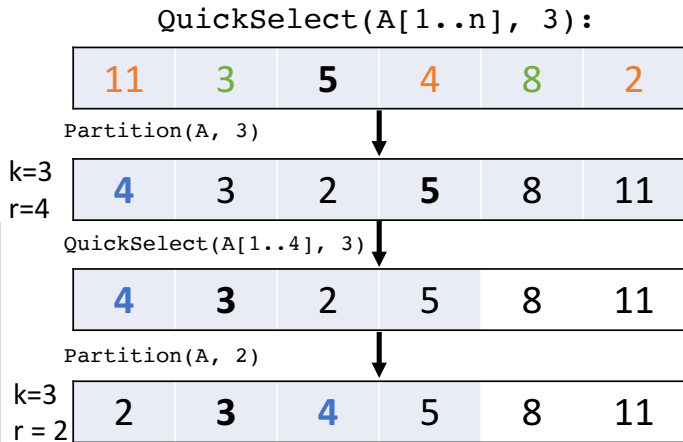 QuickSelect(A[1..n], 3):
11 3 5 4 8 2
Partition(A, 3)
k=3
r=4
4 3 2 5 8 11
QuickSelect(A[1..4], 3)
4 3 2 5 8 11
Partition(A, 2)
k=3
r = 2
2 3 4 5 8 11